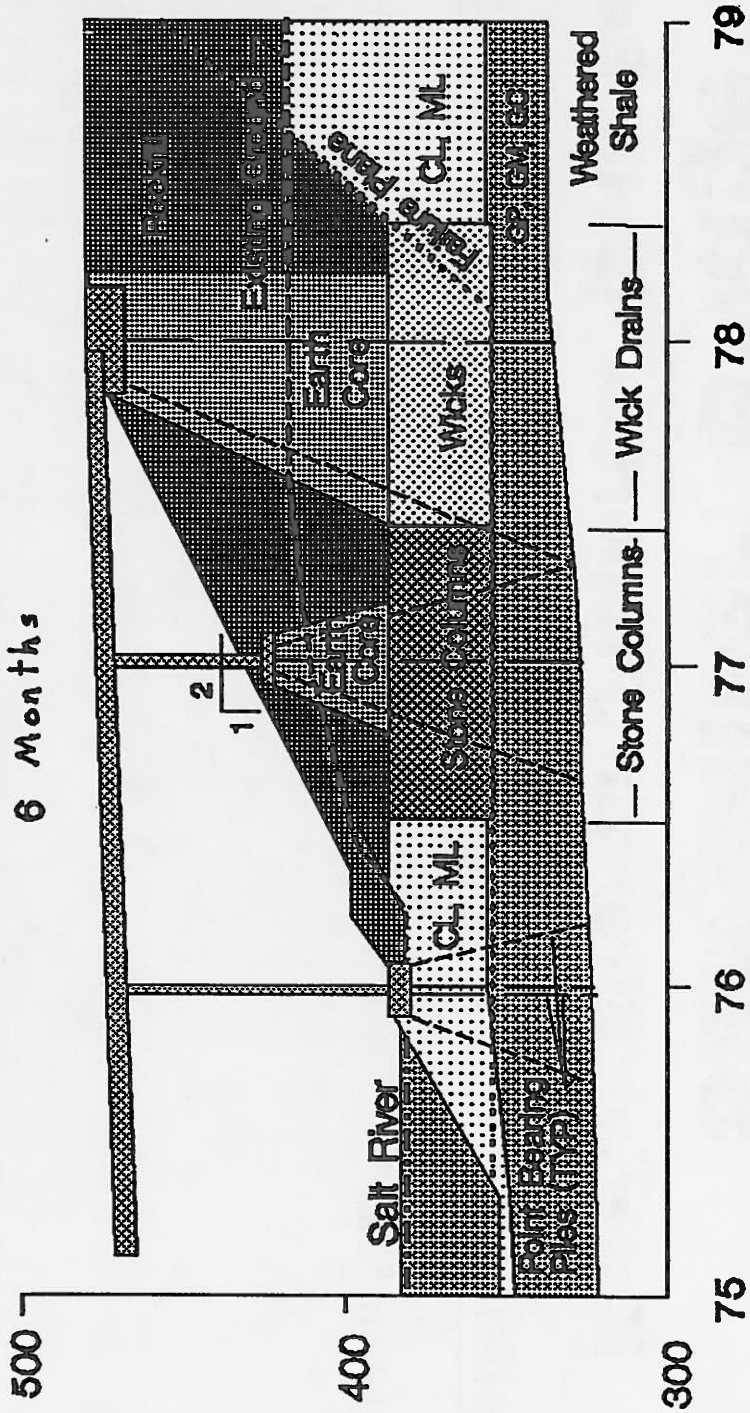 6 Months
500
400
300
Rockfill
Existing Ground
Earth
Core
2
1
Earth
Core
Failure Plane
CL, ML
Wicks
Stone Columns
CL, ML
Salt River
GP, GM, GC
Point Bearing
Piles (TYP)
Weathered
Shale
Stone Columns
Wick Drains
75
76
77
78
79